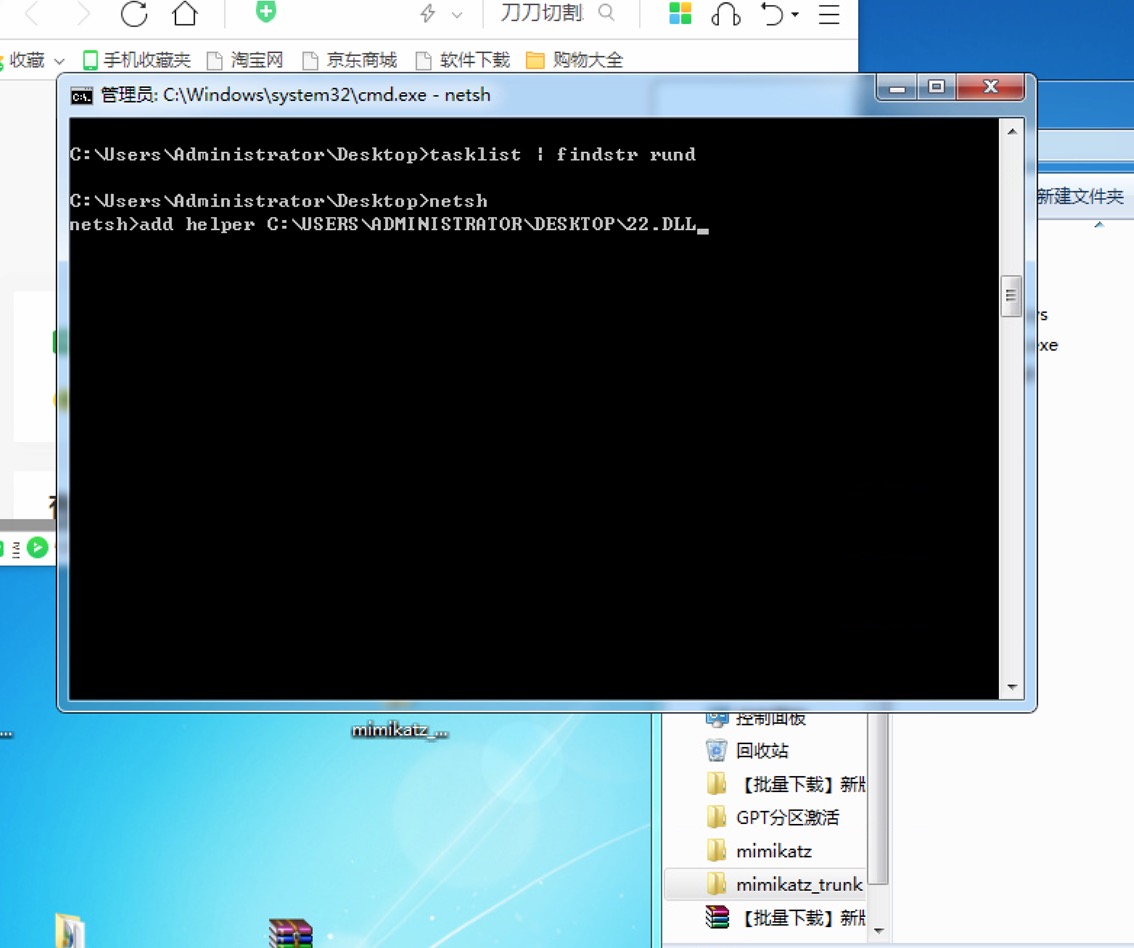 刀刀切割
收藏 手机收藏夹 淘宝网 京东商城 软件下载 购物大全
管理员: C:\Windows\system32\cmd.exe - netsh
C:\Users\Administrator\Desktop>tasklist | findstr rund
C:\Users\Administrator\Desktop>netsh
netsh>add helper C:\USERS\ADMINISTRATOR\DESKTOP\22.DLL_
新建文件夹
mimikatz_...
控制面板
回收站
【批量下载】新版
GPT分区激活
mimikatz
mimikatz_trunk
【批量下载】新版